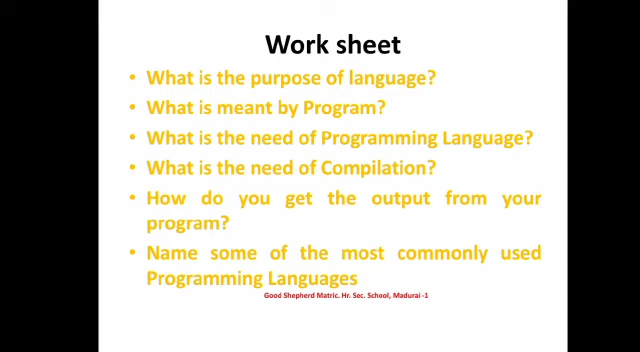 Work sheet
• What is the purpose of language?
• What is meant by Program?
• What is the need of Programming Language?
• What is the need of Compilation?
• How do you get the output from your
program?
• Name some of the most commonly used
Programming Languages
Good Shepherd Matric. Hr. Sec. School, Madurai -1